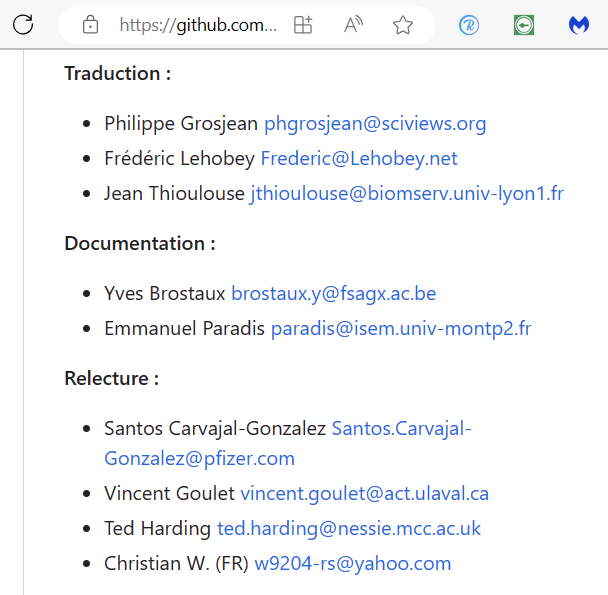 https://github.com...
Traduction :
Philippe Grosjean phgrosjean@sciviews.org
Frédéric Lehobey Frederic@Lehobey.net
Jean Thioulouse jthioulouse@biomserv.univ-lyon1.fr
Documentation :
Yves Brostaux brostaux.y@fsagx.ac.be
Emmanuel Paradis paradis@isem.univ-montp2.fr
Relecture :
Santos Carvajal-Gonzalez Santos.Carvajal-
Gonzalez@pfizer.com
Vincent Goulet vincent.goulet@act.ulaval.ca
Ted Harding ted.harding@nessie.mcc.ac.uk
Christian W. (FR) w9204-rs@yahoo.com